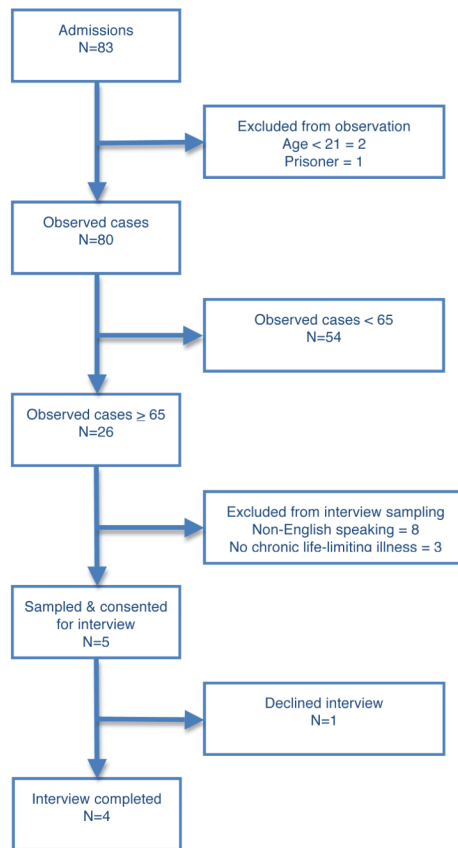 Admissions
N=83
Excluded from observation
Age < 21 = 2
Prisoner = 1
Observed cases
N=80
Observed cases < 65
N=54
Observed cases ≥ 65
N=26
Excluded from interview sampling
Non-English speaking = 8
No chronic life-limiting illness = 3
Sampled & consented
for interview
N=5
Declined interview
N=1
Interview completed
N=4